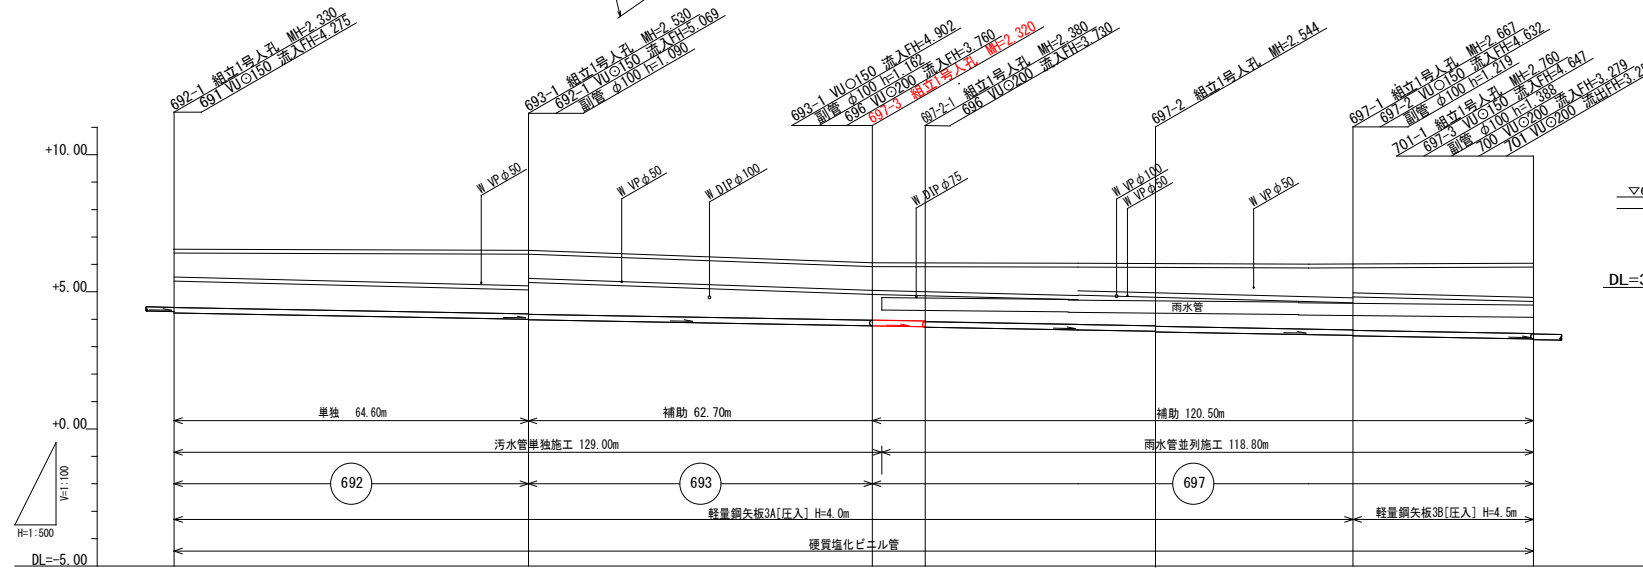 692-1 組立1号人孔 MH=2.330
691 VU⊙150 流入FH=4.275
693-1 組立1号人孔 MH=2.530
692-1 VU⊙150 流入FH=5.069
副管 φ100 h=1.090
693-1 VU○150 流入FH=4.902
副管 φ100 h=1.162
696 VU⊙200 流入FH=3.760
697-3 組立1号人孔 MH=2.320
697-2-1 組立1号人孔 MH=2.380
696 VU⊙200 流入FH=3.730
697-2 組立1号人孔 MH=2.544
697-1 組立1号人孔 MH=2.667
697-2 VU⊙150 流入FH=4.632
副管 φ100 h=1.219
701-1 組立1号人孔 MH=2.760
697-3 VU⊙150 流入FH=4.647
副管 φ100 h=1.388
700 VU⊙200 流入FH=3.279
701 VU⊙200 流出FH=3.25
+10.00
W VPφ50
W VPφ50
W DIPφ100
W DIPφ75
W VPφ100
W VPφ50
W VPφ50
+5.00
DL=3
雨水管
単独 64.60m
補助 62.70m
補助 120.50m
+0.00
汚水管単独施工 129.00m
雨水管並列施工 118.80m
692
693
697
V=1:100
H=1:500
軽量鋼矢板3A[圧入] H=4.0m
軽量鋼矢板3B[圧入] H=4.5m
硬質塩化ビニル管
DL=-5.00